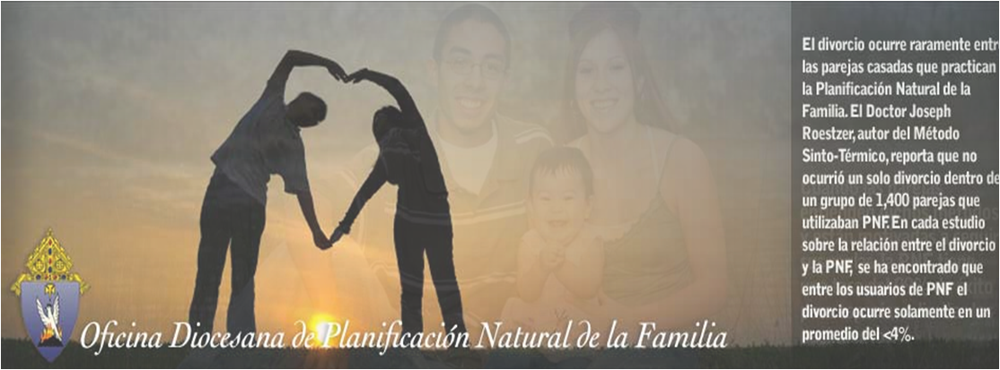 El divorcio ocurre raramente entr
las parejas casadas que practican
la Planificación Natural de la
Familia. El Doctor Joseph
Roestzer, autor del Método
Sinto-Térmico, reporta que no
ocurrió un solo divorcio dentro de
un grupo de 1,400 parejas que
utilizaban PNF. En cada estudio
sobre la relación entre el divorcio
y la PNF, se ha encontrado que
entre los usuarios de PNF el
divorcio ocurre solamente en un
promedio del <4%.
Oficina Diocesana de Planificación Natural de la Familia